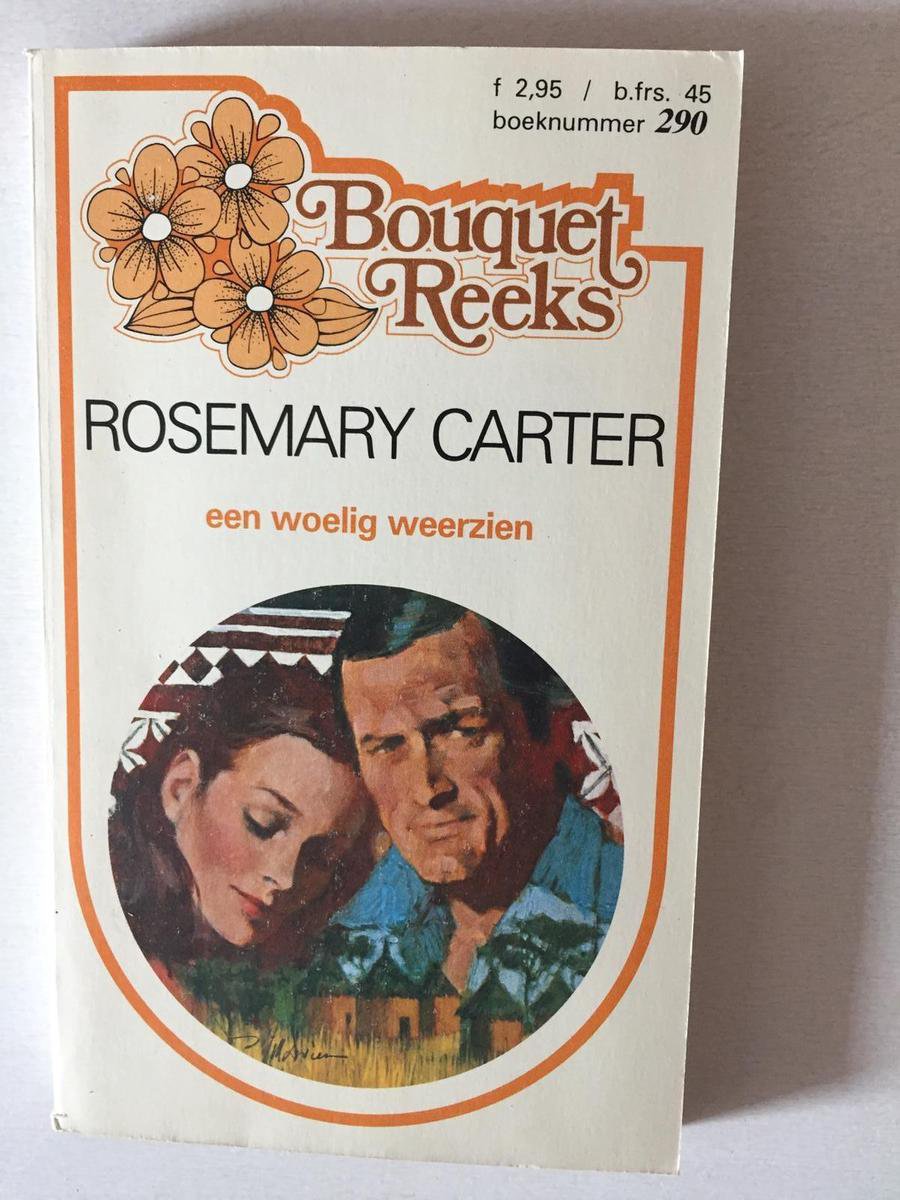 f 2,95 / b.frs. 45
boeknummer 290
Bouquet
Reeks
ROSEMARY CARTER
een woelig weerzien